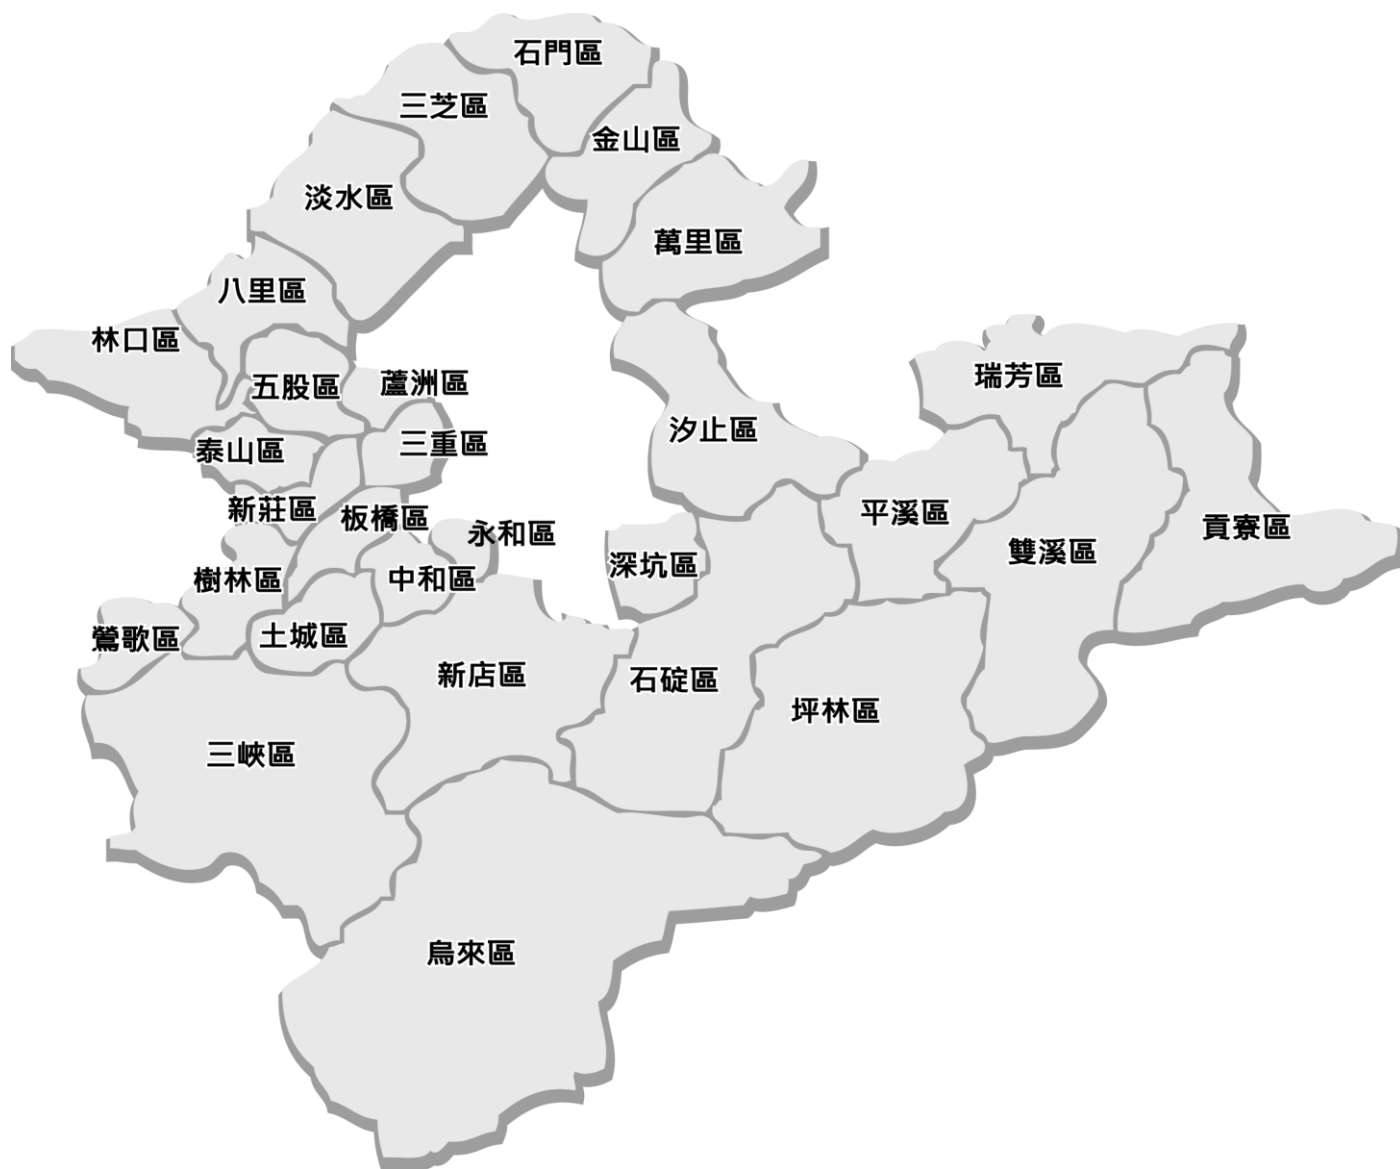 石門區
三芝區
金山區
淡水區
萬里區
八里區
林口區
瑞芳區
蘆洲區
五股區
汐止區
三重區
泰山區
新莊區
平溪區
板橋區
貢寮區
永和區
雙溪區
深坑區
中和區
樹林區
土城區
鶯歌區
新店區
石碇區
坪林區
三峽區
烏來區